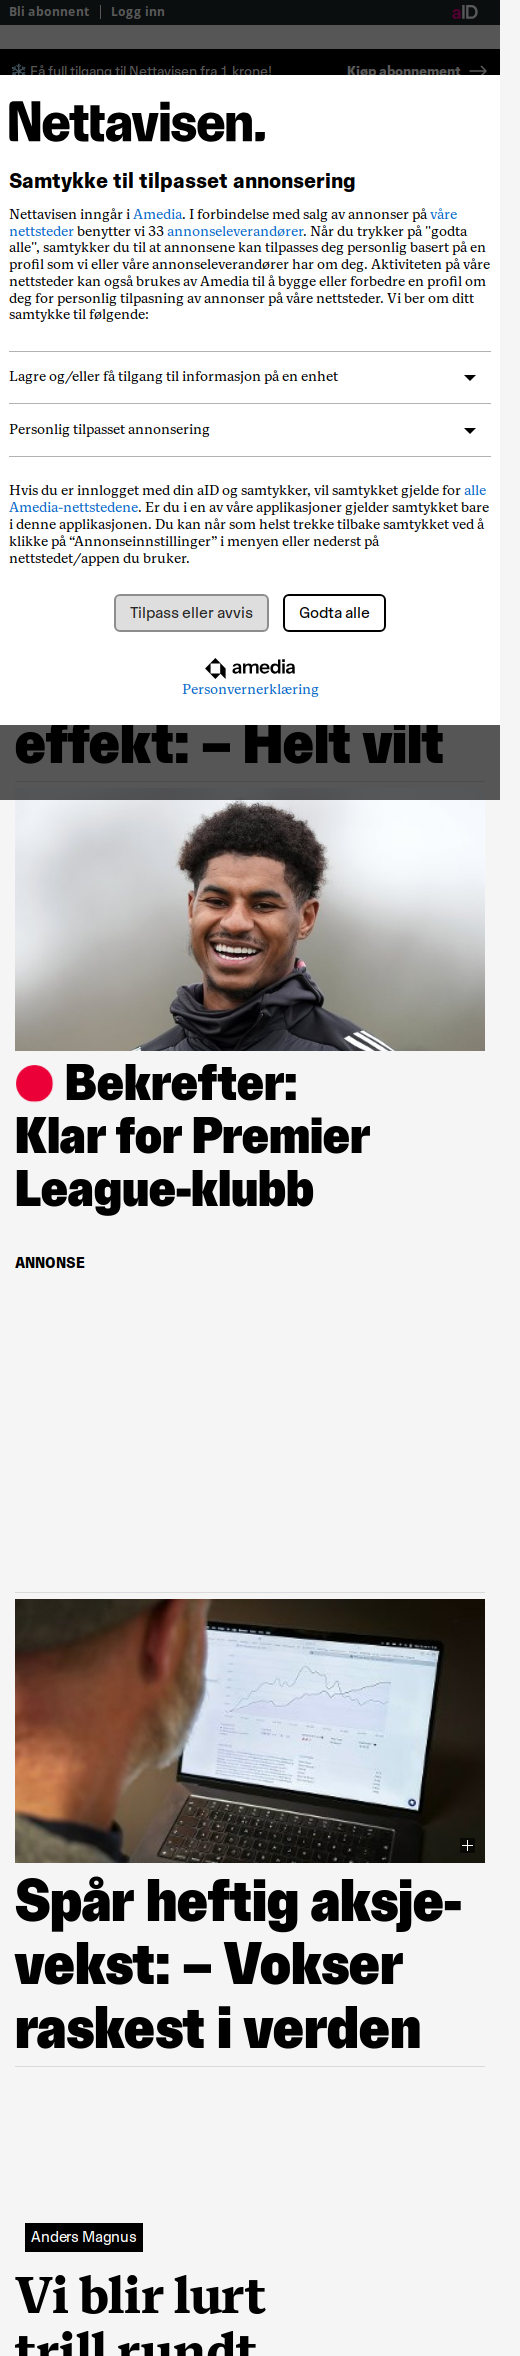 Bli abonnent | Logg inn
aID
❄ Få full tilgang til Nettavisen fra 1 krone!
Kjøp abonnement →
Nettavisen.
Samtykke til tilpasset annonsering
Nettavisen inngår i Amedia. I forbindelse med salg av annonser på våre
nettsteder benytter vi 33 annonseleverandører. Når du trykker på "godta
alle", samtykker du til at annonsene kan tilpasses deg personlig basert på en
profil som vi eller våre annonseleverandører har om deg. Aktiviteten på våre
nettsteder kan også brukes av Amedia til å bygge eller forbedre en profil om
deg for personlig tilpasning av annonser på våre nettsteder. Vi ber om ditt
samtykke til følgende:
Lagre og/eller få tilgang til informasjon på en enhet
Personlig tilpasset annonsering
Hvis du er innlogget med din aID og samtykker, vil samtykket gjelde for alle
Amedia-nettstedene. Er du i en av våre applikasjoner gjelder samtykket bare
i denne applikasjonen. Du kan når som helst trekke tilbake samtykket ved å
klikke på “Annonseinnstillinger” i menyen eller nederst på
nettstedet/appen du bruker.
Tilpass eller avvis
Godta alle
amedia
Personvernerklæring
effekt: – Helt vilt
Bekrefter:
Klar for Premier
League-klubb
ANNONSE
Spår heftig aksje-
vekst: – Vokser
raskest i verden
Anders Magnus
Vi blir lurt
trill rundt